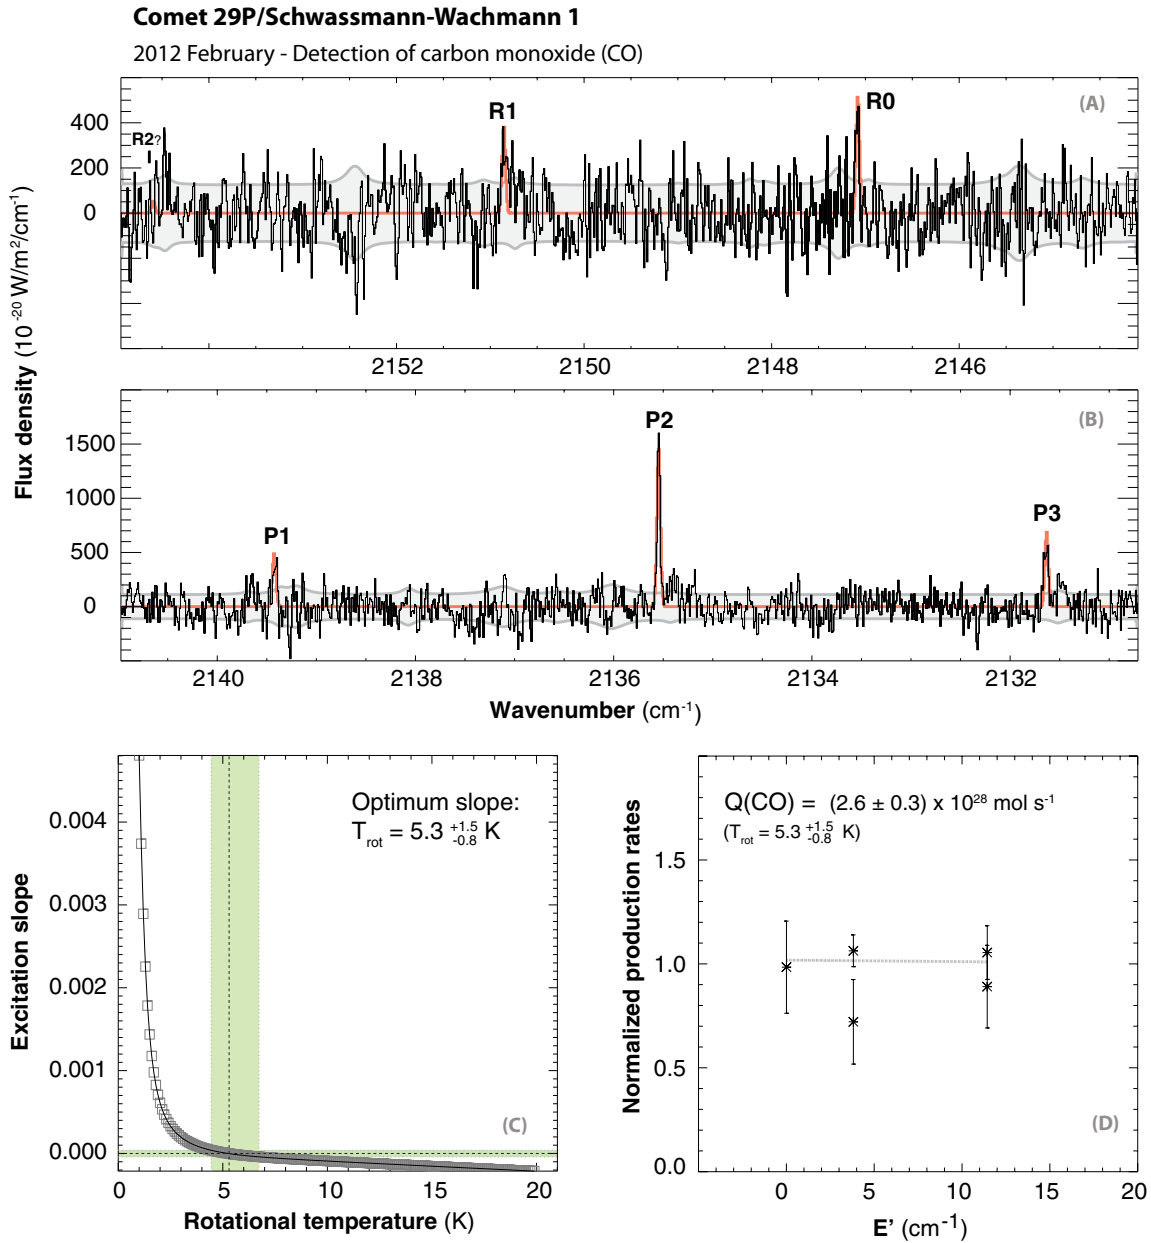 Comet 29P/Schwassmann-Wachmann 1
2012 February - Detection of carbon monoxide (CO)
(A)
R2?
R1
R0
400
200
0
2152
2150
2148
2146
Flux density (10⁻²⁰ W/m²/cm⁻¹)
(B)
P1
P2
P3
1500
1000
500
0
2140
2138
2136
2134
2132
Wavenumber (cm⁻¹)
Optimum slope:
T_rot = 5.3 +1.5 -0.8 K
Excitation slope
0.004
0.003
0.002
0.001
0.000
(C)
0
5
10
15
20
Rotational temperature (K)
Q(CO) = (2.6 ± 0.3) x 10²⁸ mol s⁻¹
(T_rot = 5.3 +1.5 -0.8 K)
Normalized production rates
1.5
1.0
0.5
0.0
(D)
0
5
10
15
20
E' (cm⁻¹)